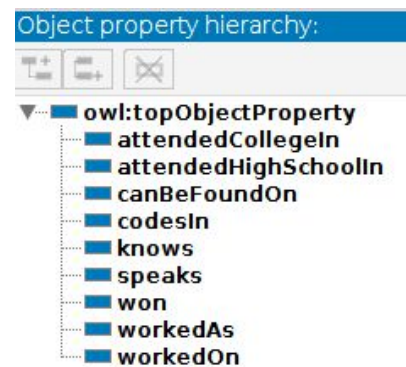 Object property hierarchy:
owl:topObjectProperty
attendedCollegeIn
attendedHighSchoolIn
canBeFoundOn
codesIn
knows
speaks
won
workedAs
workedOn